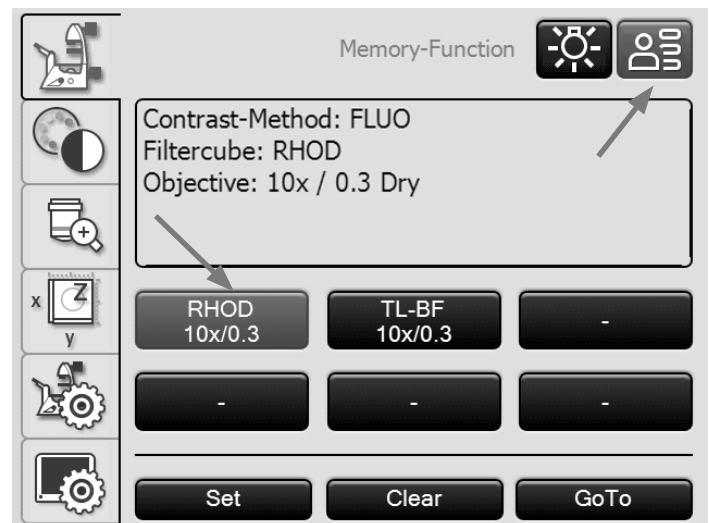 Memory-Function
Contrast-Method: FLUO
Filtercube: RHOD
Objective: 10x / 0.3 Dry
Z
x
y
RHOD
10x/0.3
TL-BF
10x/0.3
-
-
-
-
Set
Clear
GoTo